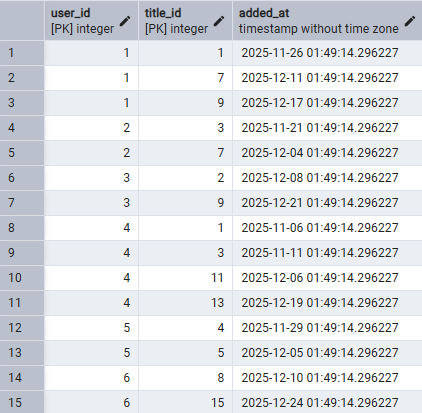 user_id title_id added_at
[PK] integer [PK] integer timestamp without time zone
1 1 1 2025-11-26 01:49:14.296227
2 1 7 2025-12-11 01:49:14.296227
3 1 9 2025-12-17 01:49:14.296227
4 2 3 2025-11-21 01:49:14.296227
5 2 7 2025-12-04 01:49:14.296227
6 3 2 2025-12-08 01:49:14.296227
7 3 9 2025-12-21 01:49:14.296227
8 4 1 2025-11-06 01:49:14.296227
9 4 3 2025-11-11 01:49:14.296227
10 4 11 2025-12-06 01:49:14.296227
11 4 13 2025-12-19 01:49:14.296227
12 5 4 2025-11-29 01:49:14.296227
13 5 5 2025-12-05 01:49:14.296227
14 6 8 2025-12-10 01:49:14.296227
15 6 15 2025-12-24 01:49:14.296227